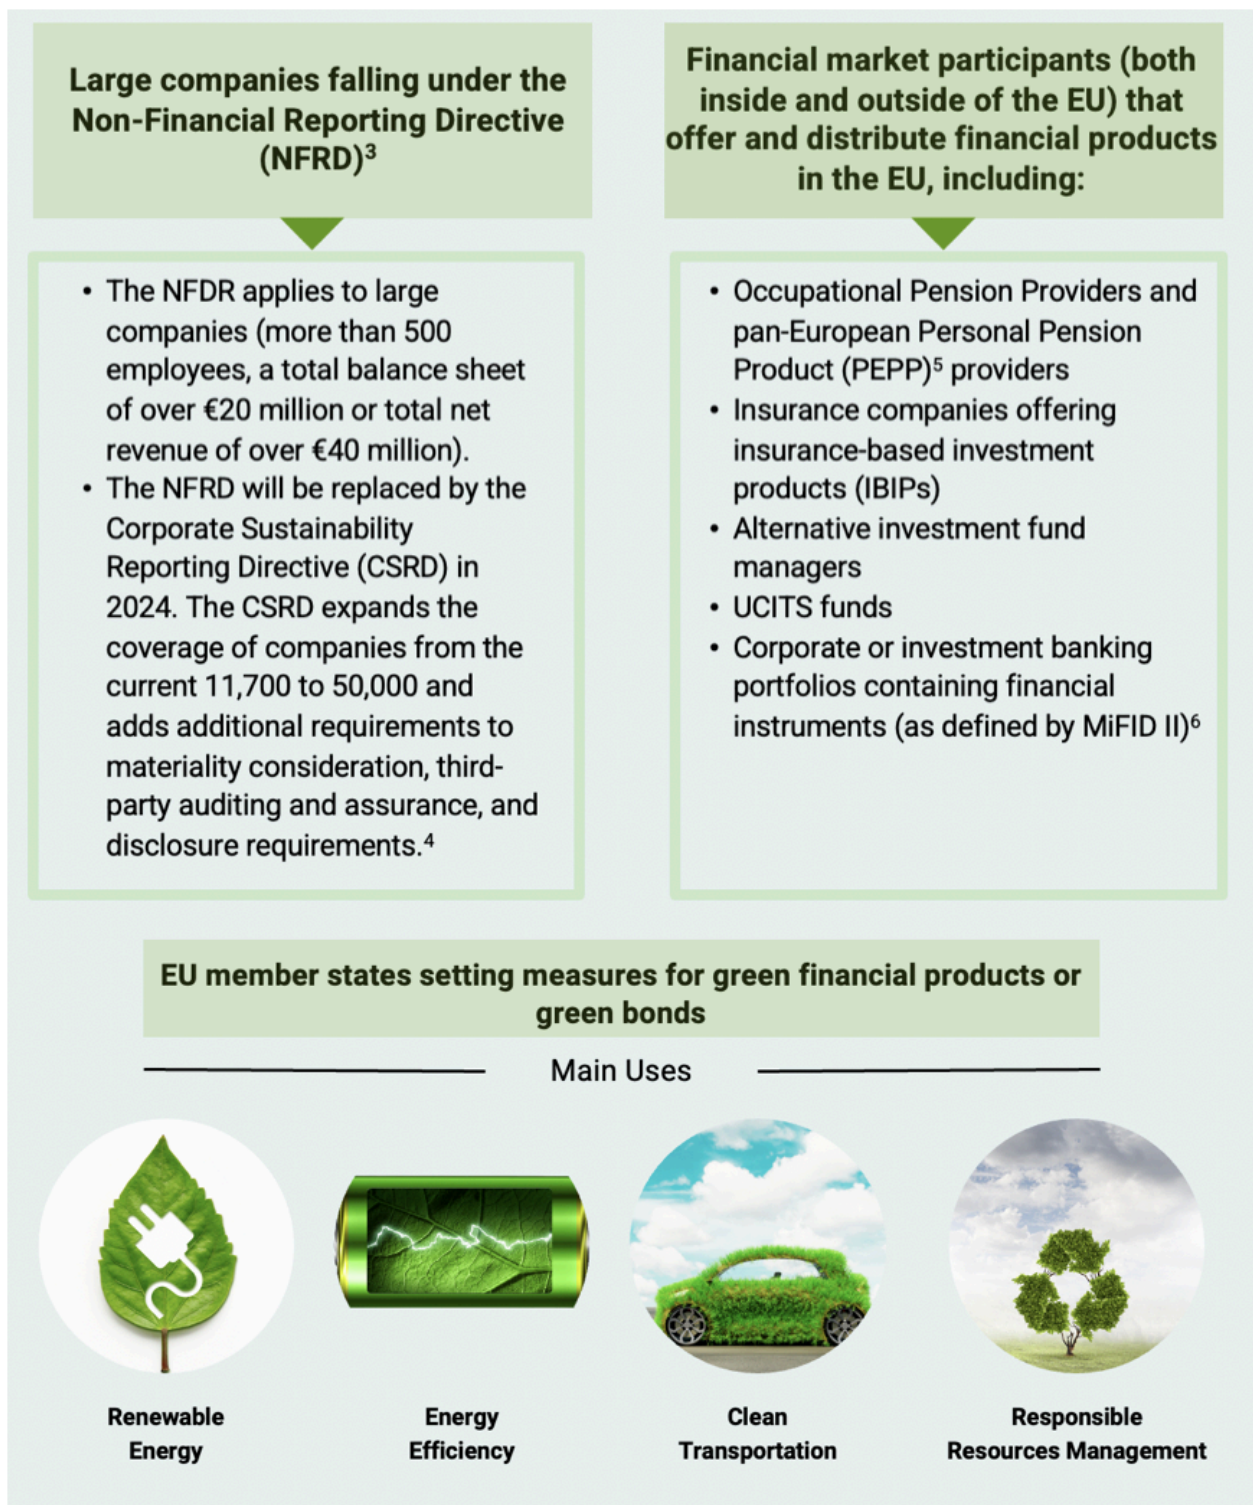 Large companies falling under the
Non-Financial Reporting Directive
(NFRD)³
• The NFDR applies to large
companies (more than 500
employees, a total balance sheet
of over €20 million or total net
revenue of over €40 million).
• The NFRD will be replaced by the
Corporate Sustainability
Reporting Directive (CSRD) in
2024. The CSRD expands the
coverage of companies from the
current 11,700 to 50,000 and
adds additional requirements to
materiality consideration, third-
party auditing and assurance, and
disclosure requirements.⁴
Financial market participants (both
inside and outside of the EU) that
offer and distribute financial products
in the EU, including:
• Occupational Pension Providers and
pan-European Personal Pension
Product (PEPP)⁵ providers
• Insurance companies offering
insurance-based investment
products (IBIPs)
• Alternative investment fund
managers
• UCITS funds
• Corporate or investment banking
portfolios containing financial
instruments (as defined by MiFID II)⁶
EU member states setting measures for green financial products or
green bonds
Main Uses
Renewable
Energy
Energy
Efficiency
Clean
Transportation
Responsible
Resources Management